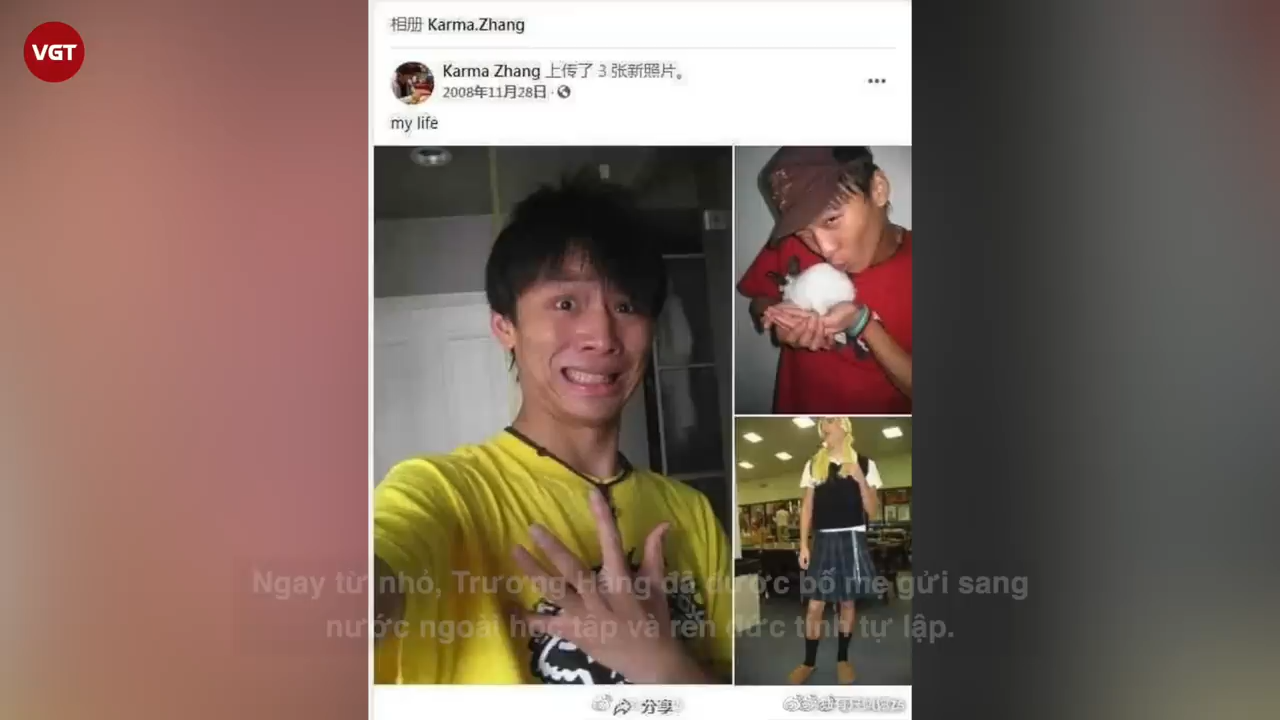 VGT
相册 Karma.Zhang
Karma Zhang 上传了 3 张新照片。
2008年11月28日
my life
Ngay từ nhỏ, Trương Hằng đã được bố mẹ gửi sang
nước ngoài học tập và rèn đức tính tự lập.
分享